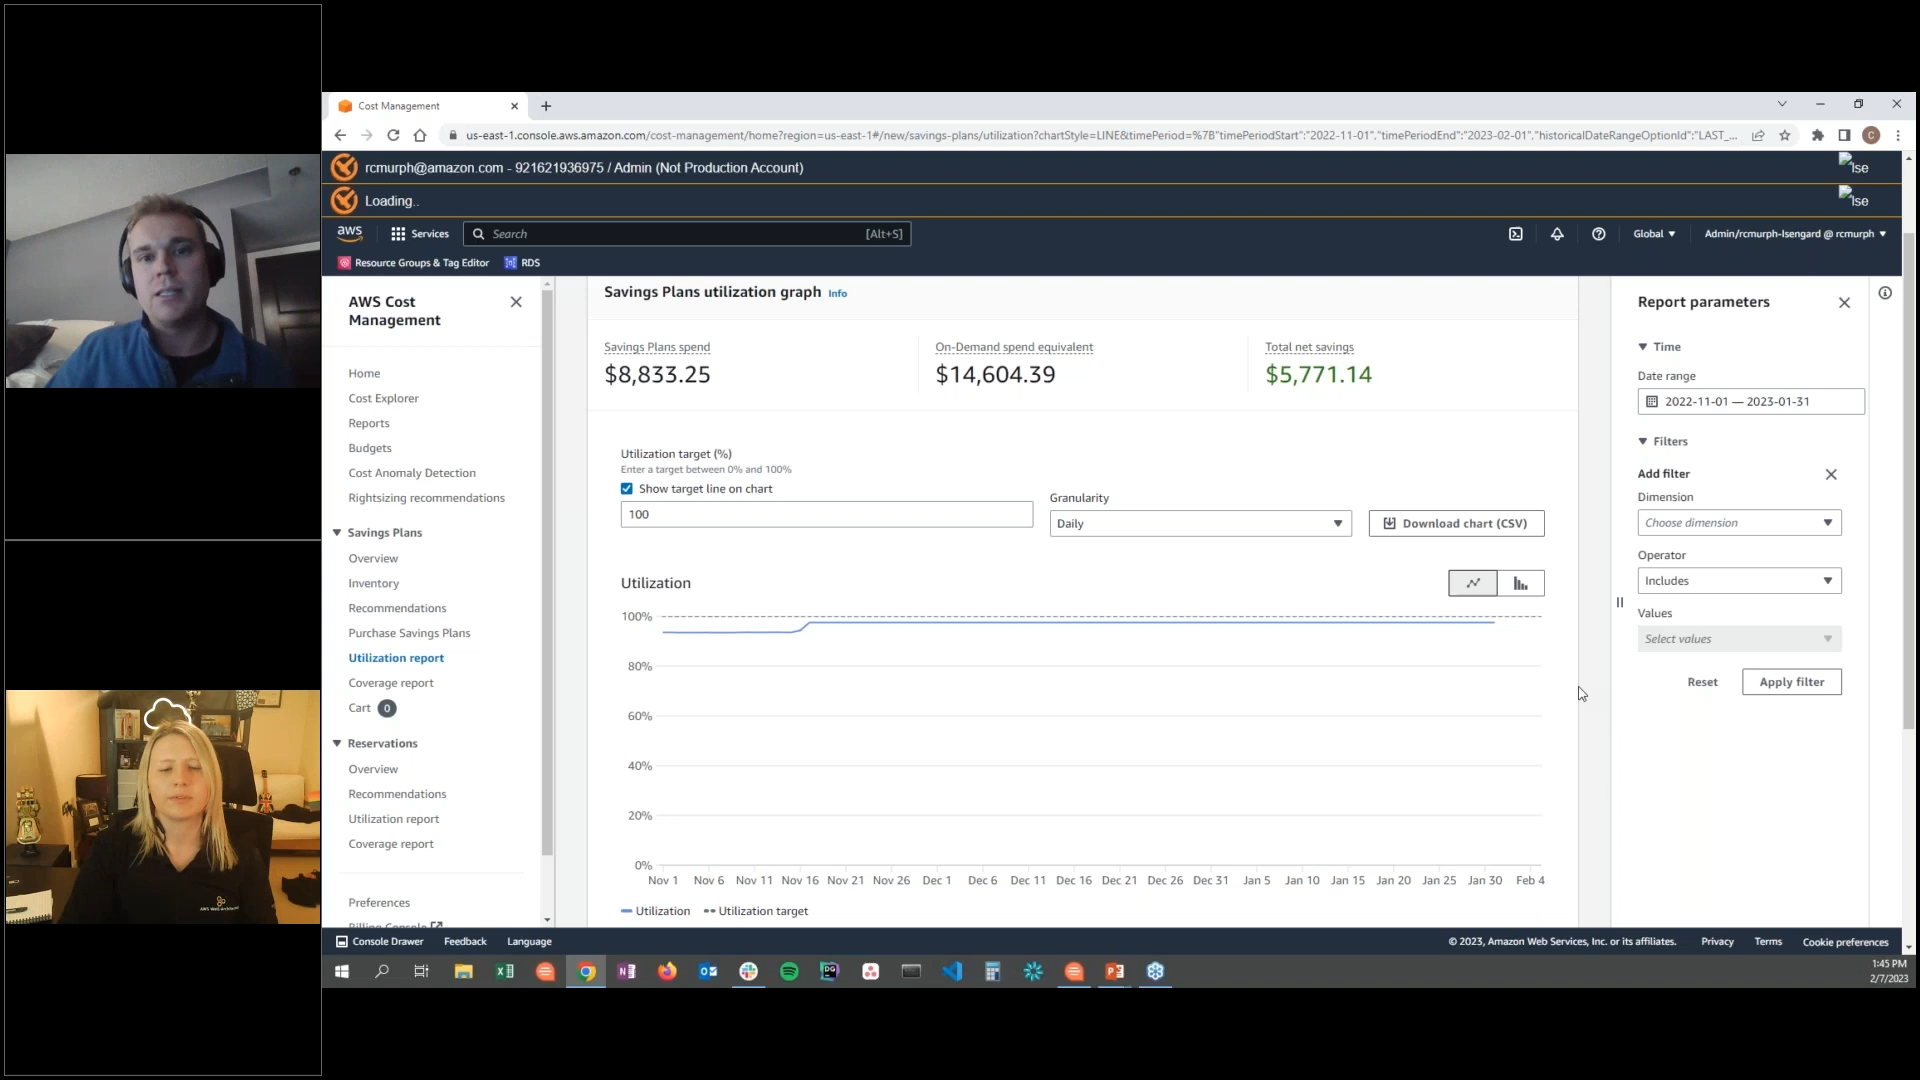 Cost Management
us-east-1.console.aws.amazon.com/cost-management/home?region=us-east-1#/new/savings-plans/utilization?chartStyle=LINE&timePeriod=%7B"timePeriodStart":"2022-11-01","timePeriodEnd":"2023-02-01","historicalDateRangeOptionId":"LAST_...
C
rcmurph@amazon.com - 921621936975 / Admin (Not Production Account)
Ise
Loading..
Ise
aws
Services
Search
[Alt+S]
Global
Admin/rcmurph-Isengard @ rcmurph
Resource Groups & Tag Editor
RDS
AWS Cost
Management
Home
Cost Explorer
Reports
Budgets
Cost Anomaly Detection
Rightsizing recommendations
Savings Plans
Overview
Inventory
Recommendations
Purchase Savings Plans
Utilization report
Coverage report
Cart 0
Reservations
Overview
Recommendations
Utilization report
Coverage report
Preferences
Billing Console
Savings Plans utilization graph Info
Savings Plans spend
$8,833.25
On-Demand spend equivalent
$14,604.39
Total net savings
$5,771.14
Utilization target (%)
Enter a target between 0% and 100%
Show target line on chart
100
Granularity
Daily
Download chart (CSV)
Utilization
100%
80%
60%
40%
20%
0%
Nov 1 Nov 6 Nov 11 Nov 16 Nov 21 Nov 26 Dec 1 Dec 6 Dec 11 Dec 16 Dec 21 Dec 26 Dec 31 Jan 5 Jan 10 Jan 15 Jan 20 Jan 25 Jan 30 Feb 4
Utilization Utilization target
Report parameters
Time
Date range
2022-11-01 — 2023-01-31
Filters
Add filter
Dimension
Choose dimension
Operator
Includes
Values
Select values
Reset
Apply filter
Console Drawer Feedback Language
© 2023, Amazon Web Services, Inc. or its affiliates. Privacy Terms Cookie preferences
1:45 PM
2/7/2023